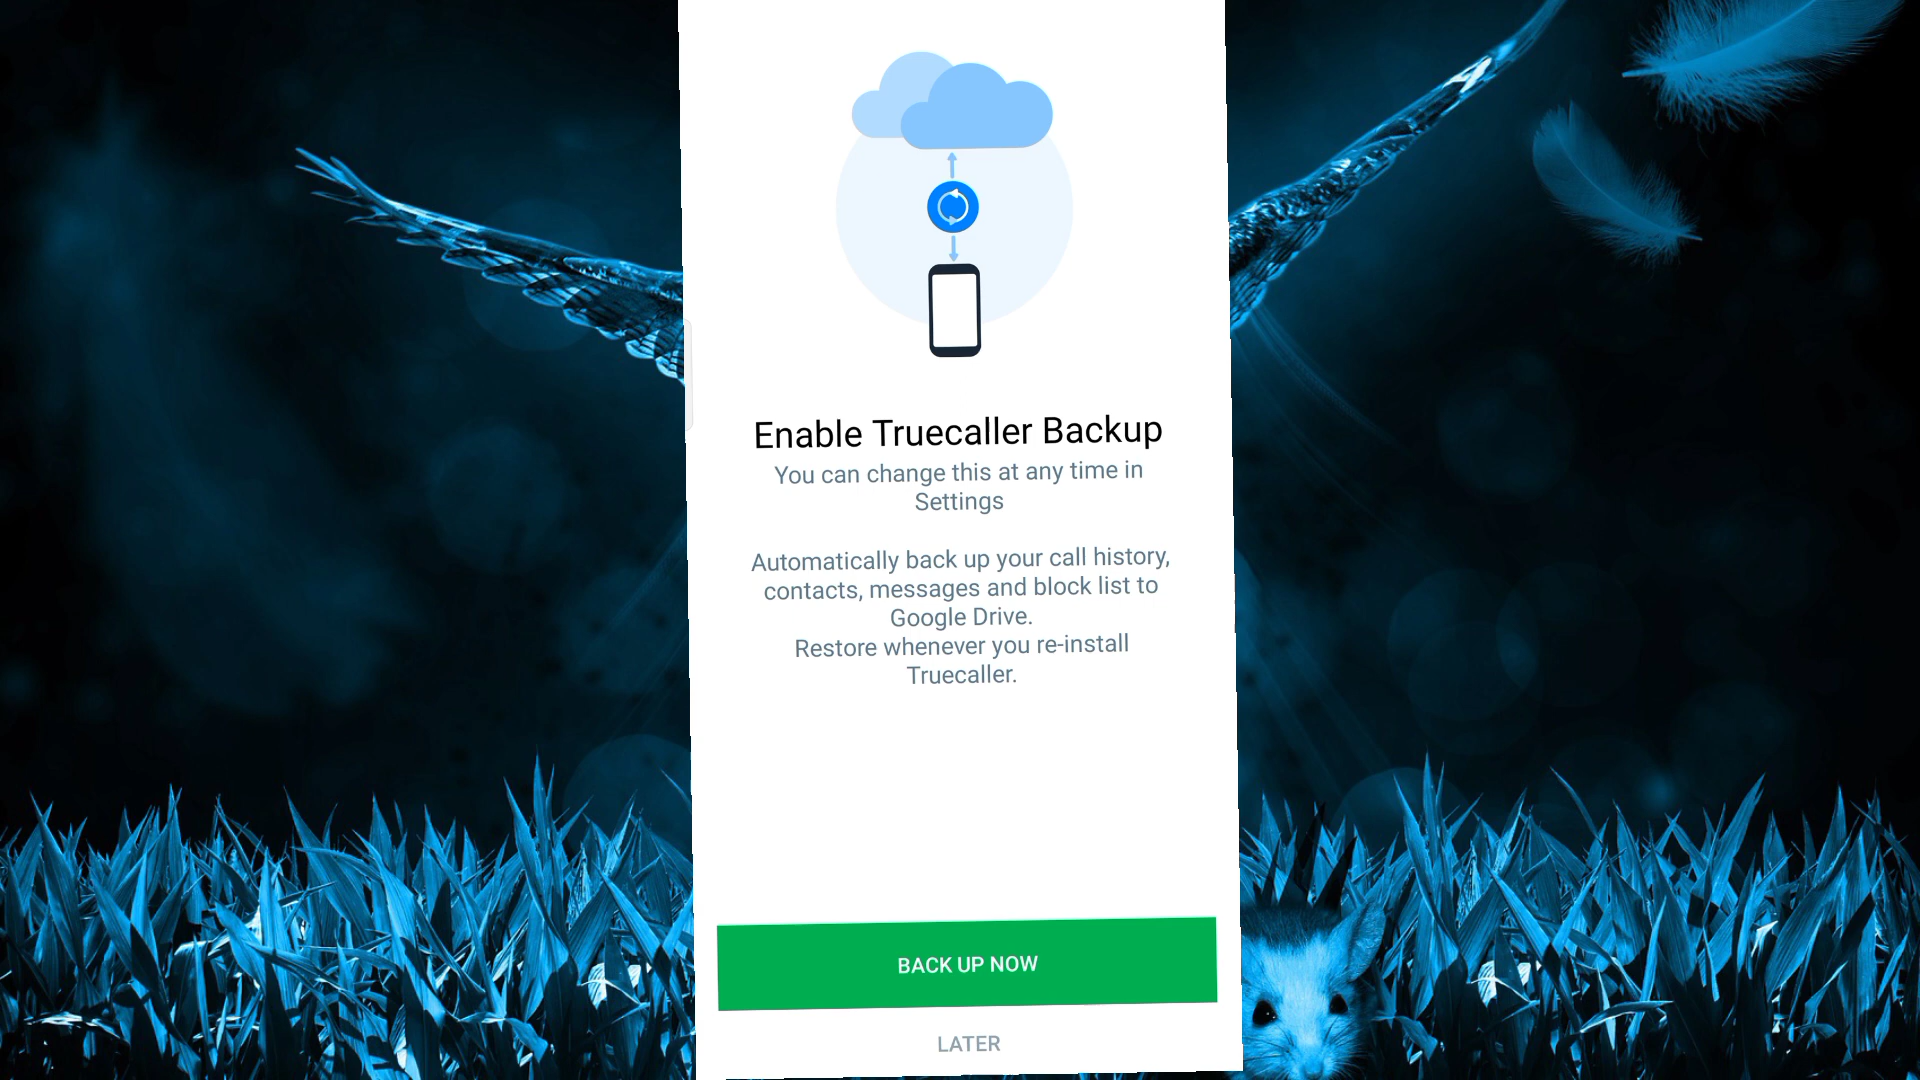 Enable Truecaller Backup
You can change this at any time in
Settings
Automatically back up your call history,
contacts, messages and block list to
Google Drive.
Restore whenever you re-install
Truecaller.
BACK UP NOW
LATER